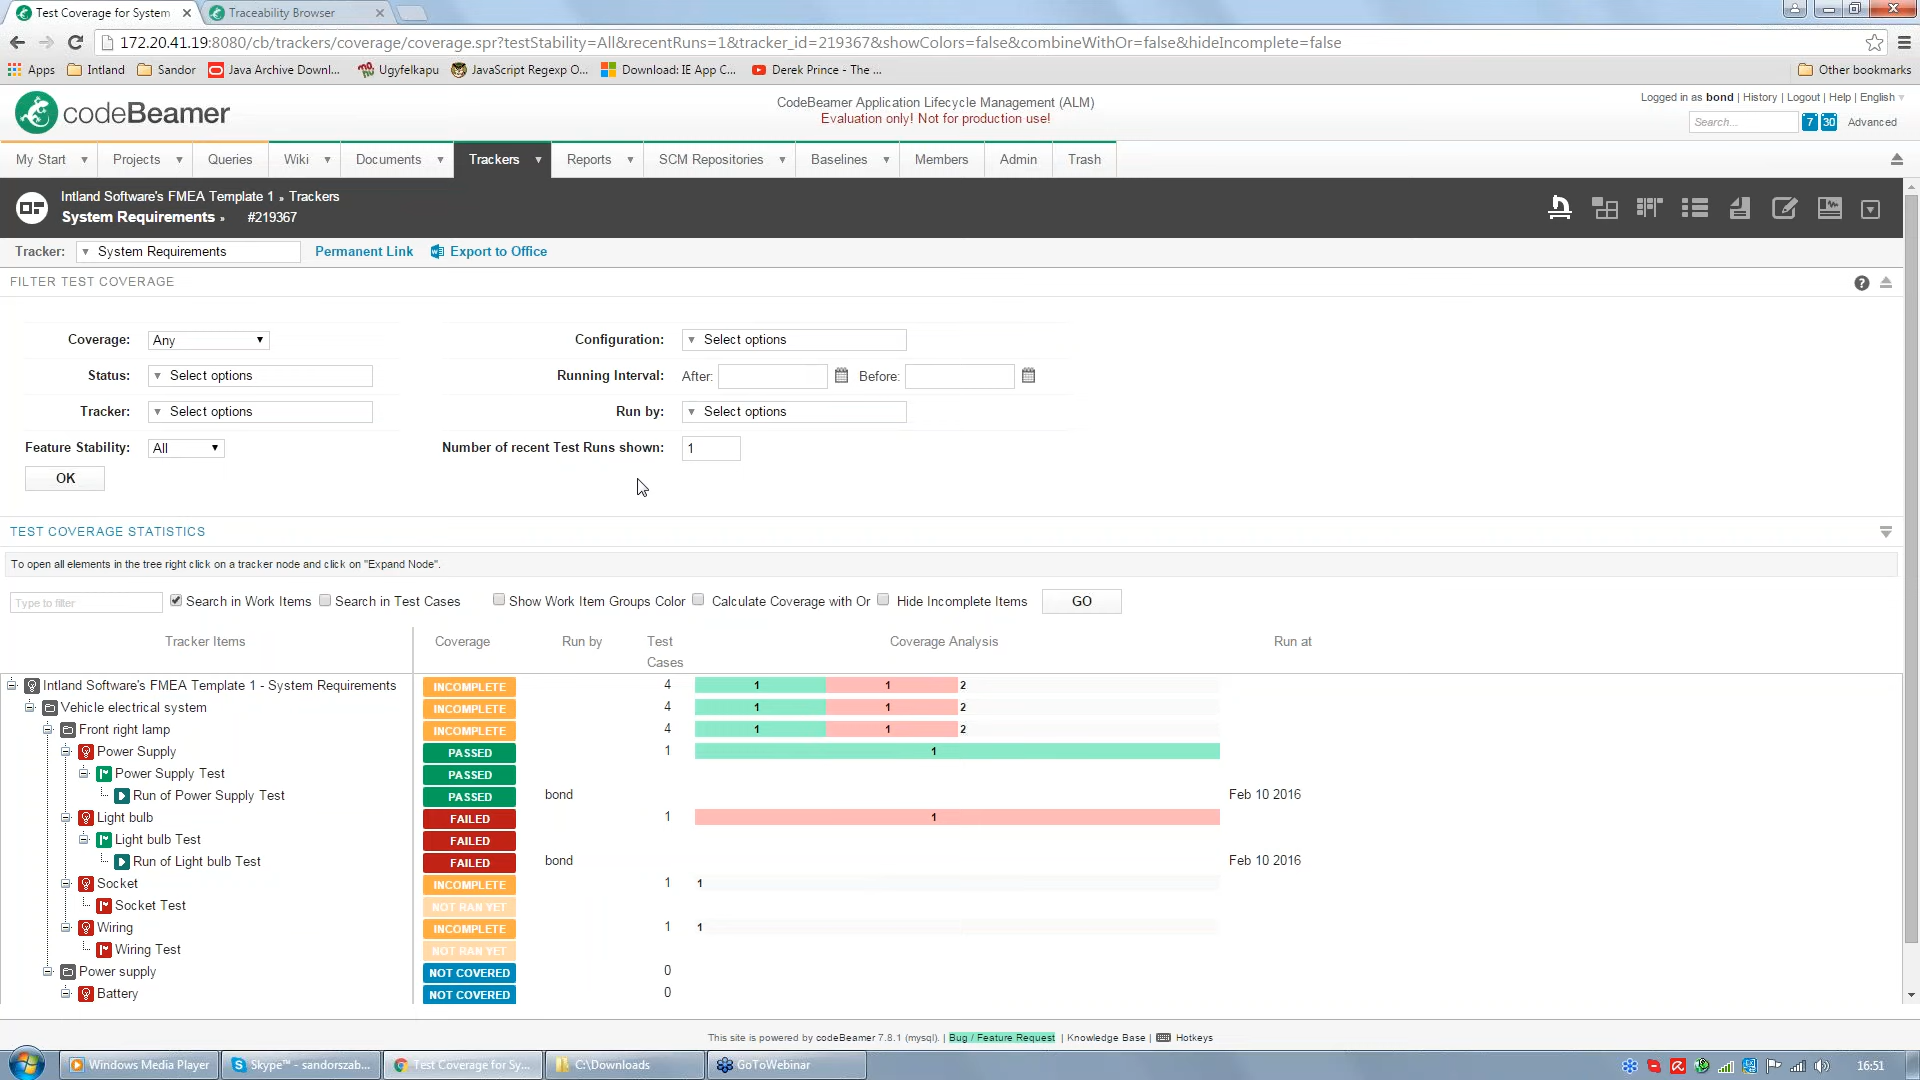 Test Coverage for System
Traceability Browser
172.20.41.19:8080/cb/trackers/coverage/coverage.spr?testStability=All&recentRuns=1&tracker_id=219367&showColors=false&combineWithOr=false&hideIncomplete=false
Apps Intland Sandor Java Archive Downl... Ugyfelkapu JavaScript Regexp O... Download: IE App C... Derek Prince - The ... Other bookmarks
codeBeamer
CodeBeamer Application Lifecycle Management (ALM)
Evaluation only! Not for production use!
Logged in as bond | History | Logout | Help | English
Search... 7 30 Advanced
My Start Projects Queries Wiki Documents Trackers Reports SCM Repositories Baselines Members Admin Trash
Intland Software's FMEA Template 1 » Trackers
System Requirements » #219367
Tracker: System Requirements Permanent Link Export to Office
FILTER TEST COVERAGE
Coverage: Any Configuration: Select options
Status: Select options Running Interval: After: Before:
Tracker: Select options Run by: Select options
Feature Stability: All Number of recent Test Runs shown: 1
OK
TEST COVERAGE STATISTICS
To open all elements in the tree right click on a tracker node and click on "Expand Node".
Type to filter Search in Work Items Search in Test Cases Show Work Item Groups Color Calculate Coverage with Or Hide Incomplete Items GO
Tracker Items Coverage Run by Test Cases Coverage Analysis Run at
Intland Software's FMEA Template 1 - System Requirements INCOMPLETE 4 1 1 2
Vehicle electrical system INCOMPLETE 4 1 1 2
Front right lamp INCOMPLETE 4 1 1 2
Power Supply PASSED 1 1
Power Supply Test PASSED
Run of Power Supply Test PASSED bond Feb 10 2016
Light bulb FAILED 1 1
Light bulb Test FAILED
Run of Light bulb Test FAILED bond Feb 10 2016
Socket INCOMPLETE 1 1
Socket Test NOT RAN YET
Wiring INCOMPLETE 1 1
Wiring Test NOT RAN YET
Power supply NOT COVERED 0
Battery NOT COVERED 0
This site is powered by codeBeamer 7.8.1 (mysql). | Bug / Feature Request | Knowledge Base | Hotkeys
Windows Media Player Skype™ - sandorszab... Test Coverage for Sy... C:\Downloads GoToWebinar 16:51